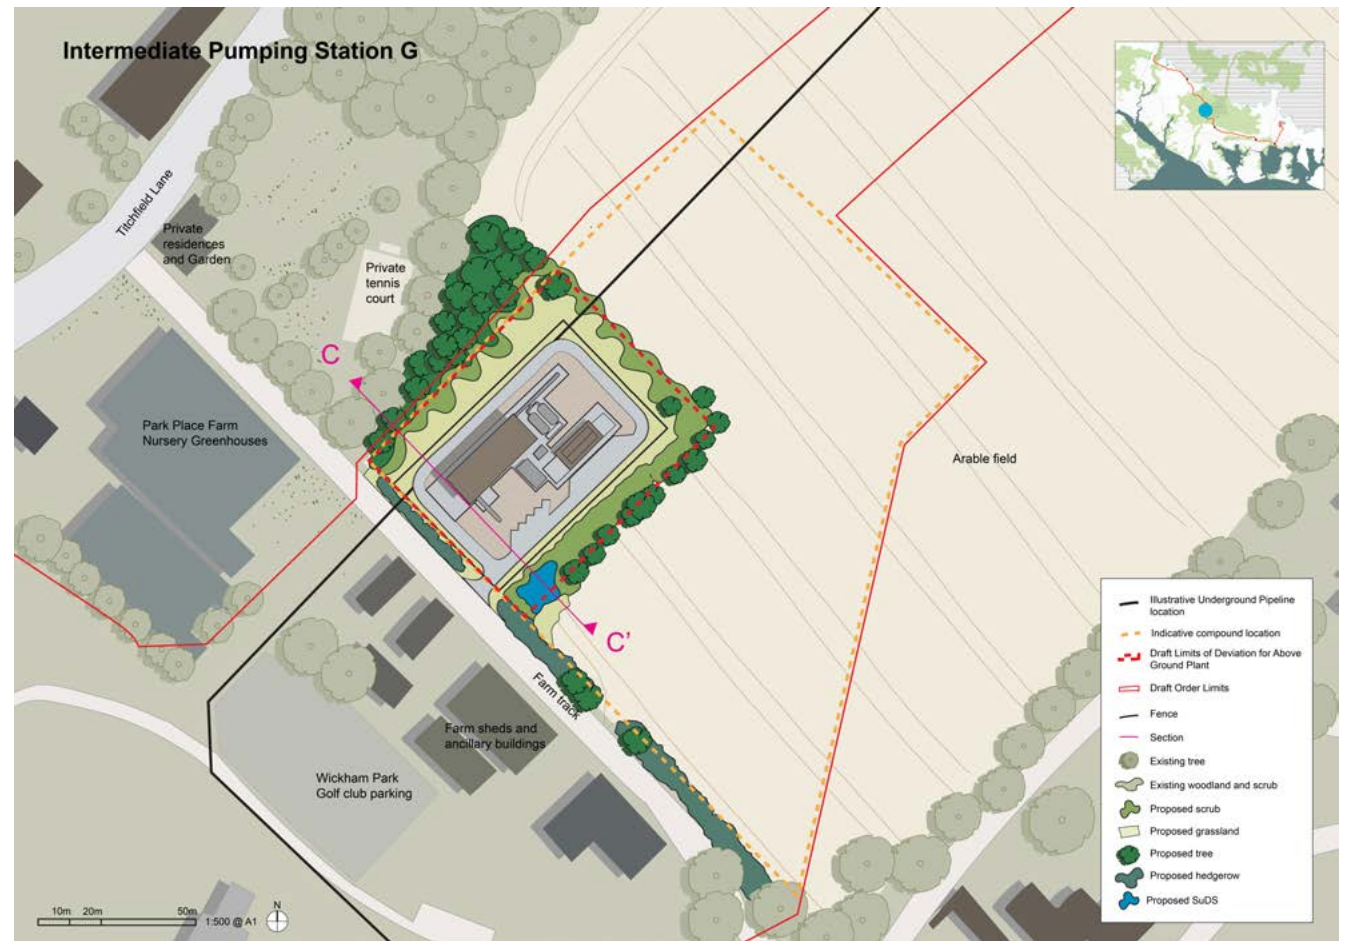 Intermediate Pumping Station G
Titchfield Lane
Private
residences
and Garden
Private
tennis
court
C
Park Place Farm
Nursery Greenhouses
Arable field
C’
Farm track
Farm sheds and
ancillary buildings
Wickham Park
Golf club parking
Illustrative Underground Pipeline
location
Indicative compound location
Draft Limits of Deviation for Above
Ground Plant
Draft Order Limits
Fence
Section
Existing tree
Existing woodland and scrub
Proposed scrub
Proposed grassland
Proposed tree
Proposed hedgerow
Proposed SuDS
10m 20m 50m
1:500 @ A1
N